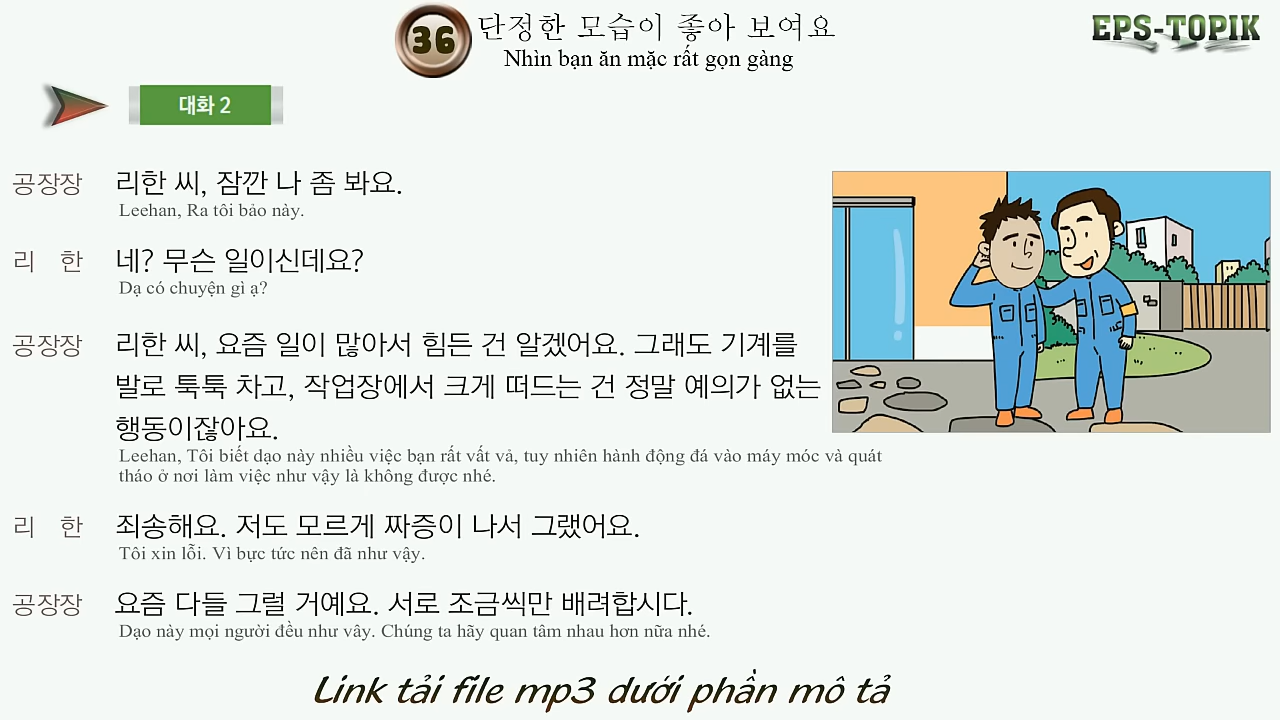 36 단정한 모습이 좋아 보여요
Nhìn bạn ăn mặc rất gọn gàng
EPS-TOPIK
대화 2
공장장 리한 씨, 잠깐 나 좀 봐요.
Leehan, Ra tôi bảo này.
리 한 네? 무슨 일이신데요?
Dạ có chuyện gì ạ?
공장장 리한 씨, 요즘 일이 많아서 힘든 건 알겠어요. 그래도 기계를
발로 툭툭 차고, 작업장에서 크게 떠드는 건 정말 예의가 없는
행동이잖아요.
Leehan, Tôi biết dạo này nhiều việc bạn rất vất vả, tuy nhiên hành động đá vào máy móc và quát
tháo ở nơi làm việc như vậy là không được nhé.
리 한 죄송해요. 저도 모르게 짜증이 나서 그랬어요.
Tôi xin lỗi. Vì bực tức nên đã như vậy.
공장장 요즘 다들 그럴 거예요. 서로 조금씩만 배려합시다.
Dạo này mọi người đều như vây. Chúng ta hãy quan tâm nhau hơn nữa nhé.
Link tải file mp3 dưới phần mô tả